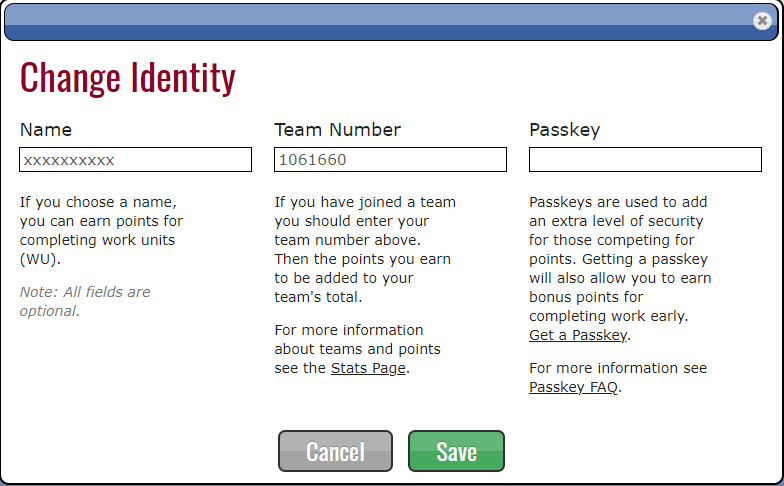 Change Identity
Name
xxxxxxxxxx
If you choose a name,
you can earn points for
completing work units
(WU).
Note: All fields are
optional.
Team Number
1061660
If you have joined a team
you should enter your
team number above.
Then the points you earn
to be added to your
team's total.
For more information
about teams and points
see the Stats Page.
Passkey
Passkeys are used to add
an extra level of security
for those competing for
points. Getting a passkey
will also allow you to earn
bonus points for
completing work early.
Get a Passkey.
For more information see
Passkey FAQ.
Cancel
Save